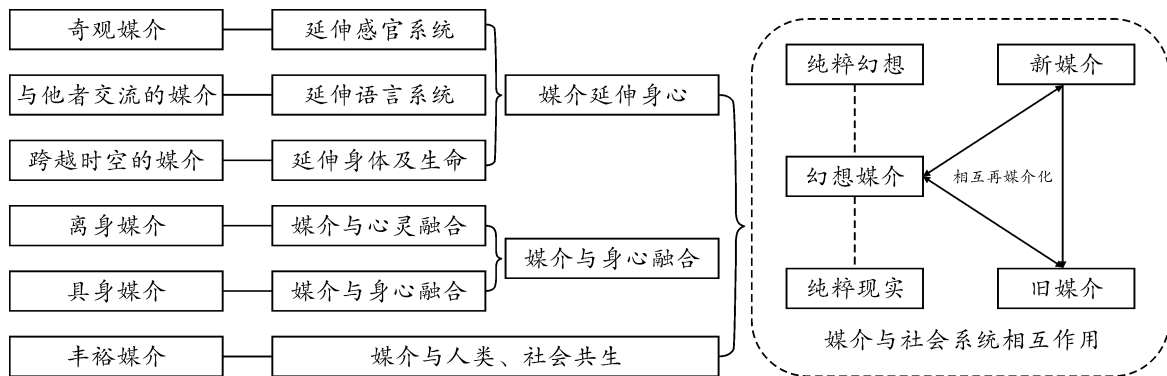 奇观媒介
延伸感官系统
与他者交流的媒介
延伸语言系统
媒介延伸身心
跨越时空的媒介
延伸身体及生命
离身媒介
媒介与心灵融合
媒介与身心融合
具身媒介
媒介与身心融合
丰裕媒介
媒介与人类、社会共生
纯粹幻想
新媒介
幻想媒介
相互再媒介化
纯粹现实
旧媒介
媒介与社会系统相互作用